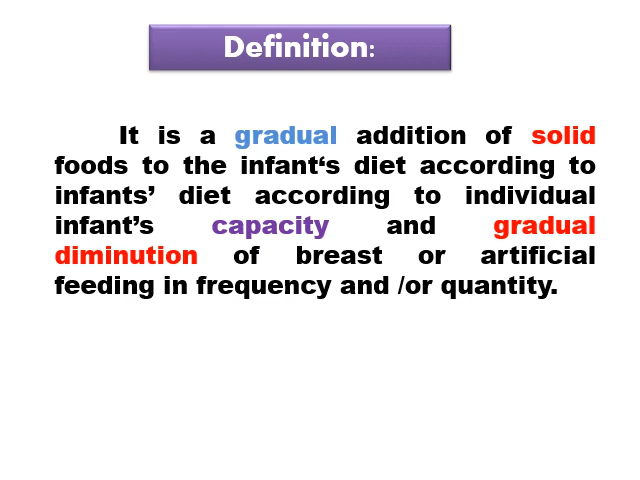 Definition:
It is a gradual addition of solid
foods to the infant‘s diet according to
infants’ diet according to individual
infant’s capacity and gradual
diminution of breast or artificial
feeding in frequency and /or quantity.